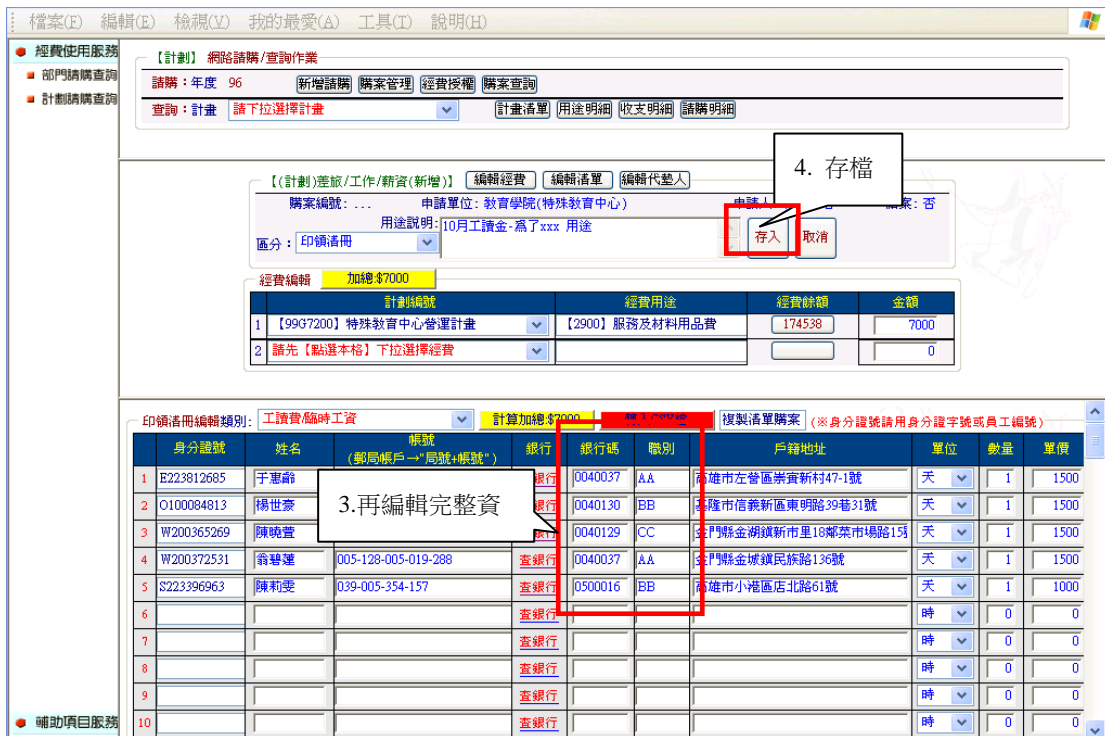 檔案(F) 編輯(E) 檢視(V) 我的最愛(A) 工具(T) 說明(H)
經費使用服務
部門請購查詢
計劃請購查詢
【計劃】 網路請購/查詢作業
請購：年度 96 新增請購 購案管理 經費授權 購案查詢
查詢：計畫 請下拉選擇計畫 計畫清單 用途明細 收支明細 請購明細
4. 存檔
【(計劃)差旅/工作/薪資(新增)】 編輯經費 編輯清單 編輯代墊人
購案編號: ... 申請單位: 教育學院(特殊教育中心) 申請人 否
用途說明: 10月工讀金-為了xxx 用途
區分： 印領清冊
存入 取消
經費編輯 加總:$7000
計劃編號 經費用途 經費餘額 金額
1 【99G7200】特殊教育中心營運計畫 【2900】服務及材料用品費 174538 7000
2 請先【點選本格】下拉選擇經費 0
印領清冊編輯類別: 工讀費/臨時工資 計算加總:$7000 複製清單購案 (※身分證號請用身分證字號或員工編號)
身分證號 姓名 帳號 (郵局帳戶→"局號+帳號") 銀行 銀行碼 職別 戶籍地址 單位 數量 單價
3.再編輯完整資
1 E223812685 于惠齡 銀行 0040037 AA 高雄市左營區崇實新村47-1號 天 1 1500
2 O100084813 楊世豪 銀行 0040130 BB 基隆市信義新區東明路39巷31號 天 1 1500
3 W200365269 陳曉萱 銀行 0040129 CC 金門縣金湖鎮新市里18鄰菜市場路15 天 1 1500
4 W200372531 翁碧蓮 005-128-005-019-288 查銀行 0040037 AA 金門縣金城鎮民族路136號 天 1 1500
5 S223396963 陳莉雯 039-005-354-157 查銀行 0500016 BB 高雄市小港區店北路61號 天 1 1000
6 查銀行 時 0 0
7 查銀行 時 0 0
8 查銀行 時 0 0
9 查銀行 時 0 0
10 查銀行 時 0 0
輔助項目服務